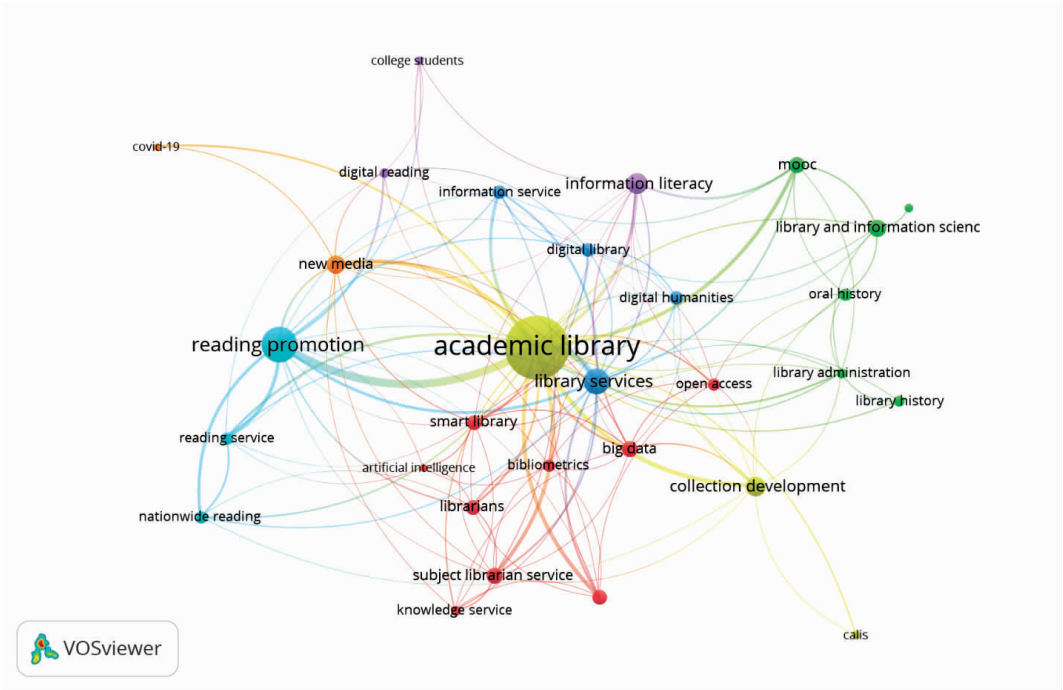 college students
covid-19
digital reading
information service
information literacy
mooc
library and information scienc
digital library
new media
digital humanities
oral history
reading promotion
academic library
library services
open access
library administration
library history
smart library
reading service
big data
artificial intelligence
bibliometrics
collection development
librarians
nationwide reading
subject librarian service
knowledge service
calis
VOSviewer